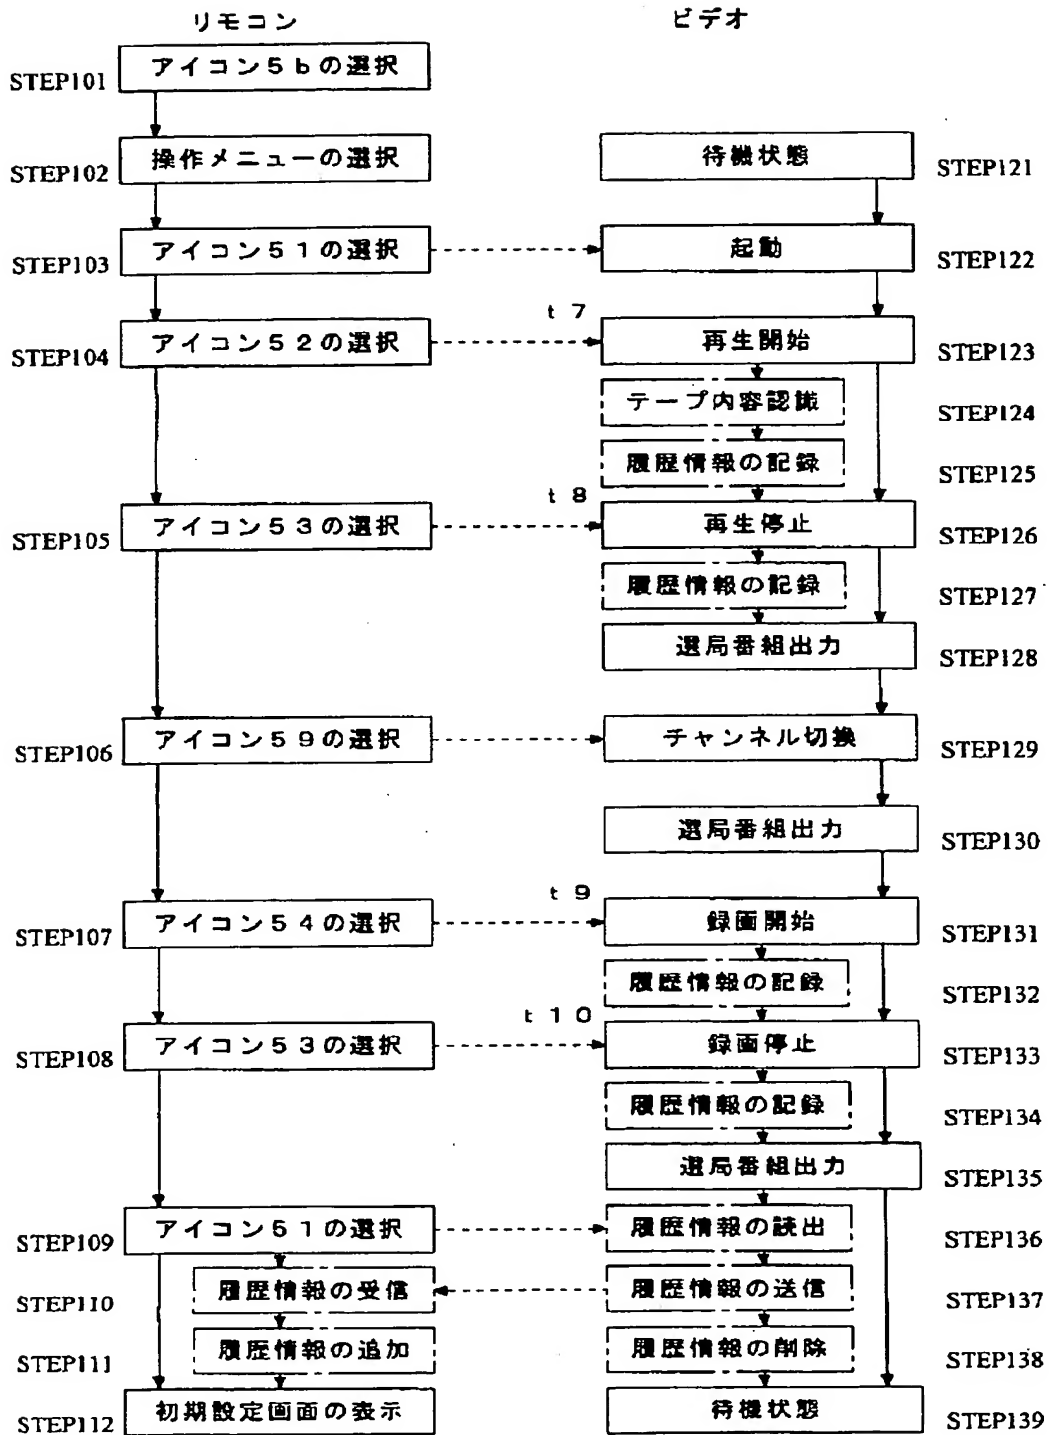 リモコン
ビデオ
STEP101 アイコン5bの選択
STEP102 操作メニューの選択
待機状態 STEP121
STEP103 アイコン51の選択
起動 STEP122
t7
STEP104 アイコン52の選択
再生開始 STEP123
テープ内容認識 STEP124
履歴情報の記録 STEP125
t8
STEP105 アイコン53の選択
再生停止 STEP126
履歴情報の記録 STEP127
選局番組出力 STEP128
STEP106 アイコン59の選択
チャンネル切換 STEP129
選局番組出力 STEP130
t9
STEP107 アイコン54の選択
録画開始 STEP131
履歴情報の記録 STEP132
t10
STEP108 アイコン53の選択
録画停止 STEP133
履歴情報の記録 STEP134
選局番組出力 STEP135
STEP109 アイコン51の選択
履歴情報の読出 STEP136
STEP110 履歴情報の受信
履歴情報の送信 STEP137
STEP111 履歴情報の追加
履歴情報の削除 STEP138
STEP112 初期設定画面の表示
待機状態 STEP139